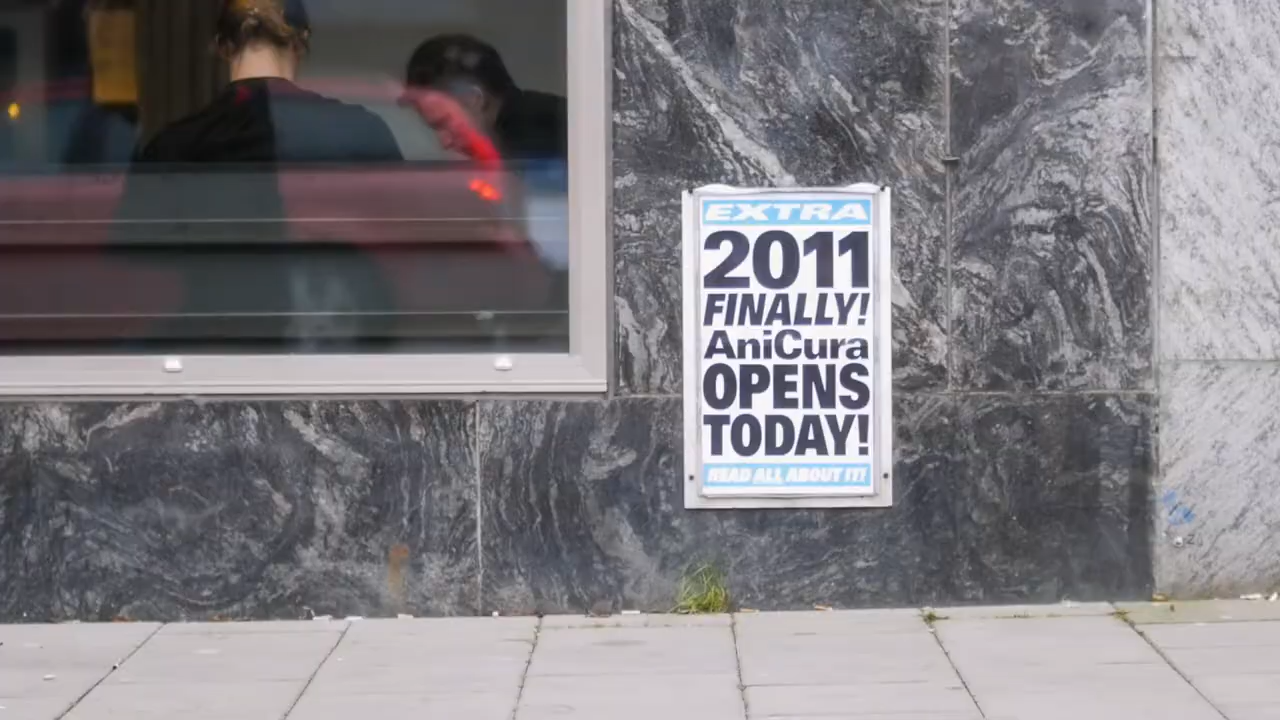 EXTRA
2011
FINALLY!
AniCura
OPENS
TODAY!
READ ALL ABOUT IT!